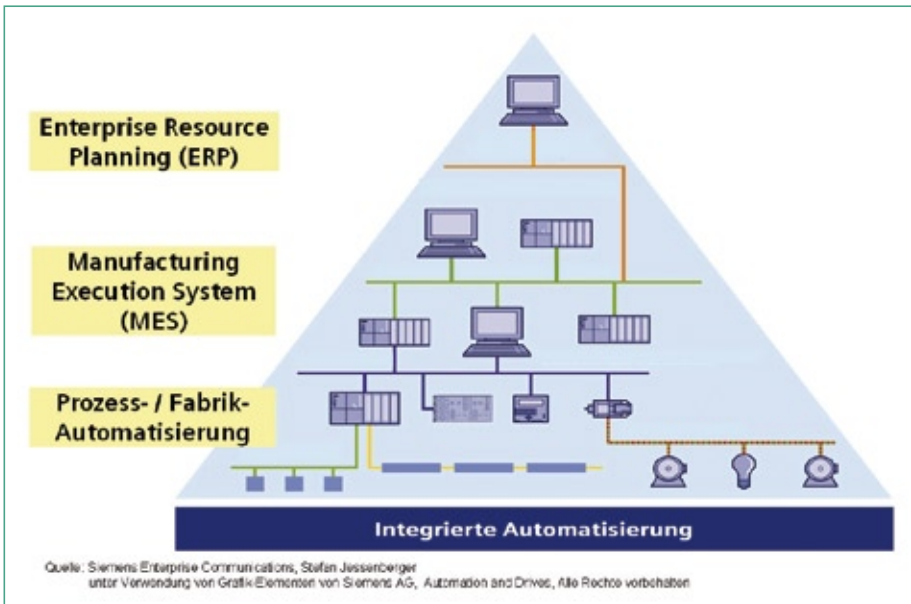 Enterprise Resource
Planning (ERP)
Manufacturing
Execution System
(MES)
Prozess- / Fabrik-
Automatisierung
Integrierte Automatisierung
Quelle: Siemens Enterprise Communications, Stefan Jessenberger
unter Verwendung von Grafik-Elementen von Siemens AG, Automation and Drives, Alle Rechte vorbehalten